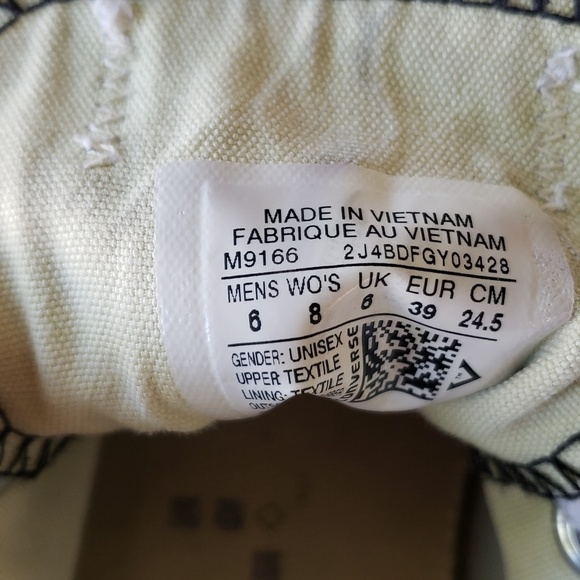 MADE IN VIETNAM
FABRIQUE AU VIETNAM
M9166 2J4BDFGY03428
MENS WO'S UK EUR CM
6 8 6 39 24.5
GENDER: UNISEX
UPPER TEXTILE
LINING: TEXTILE